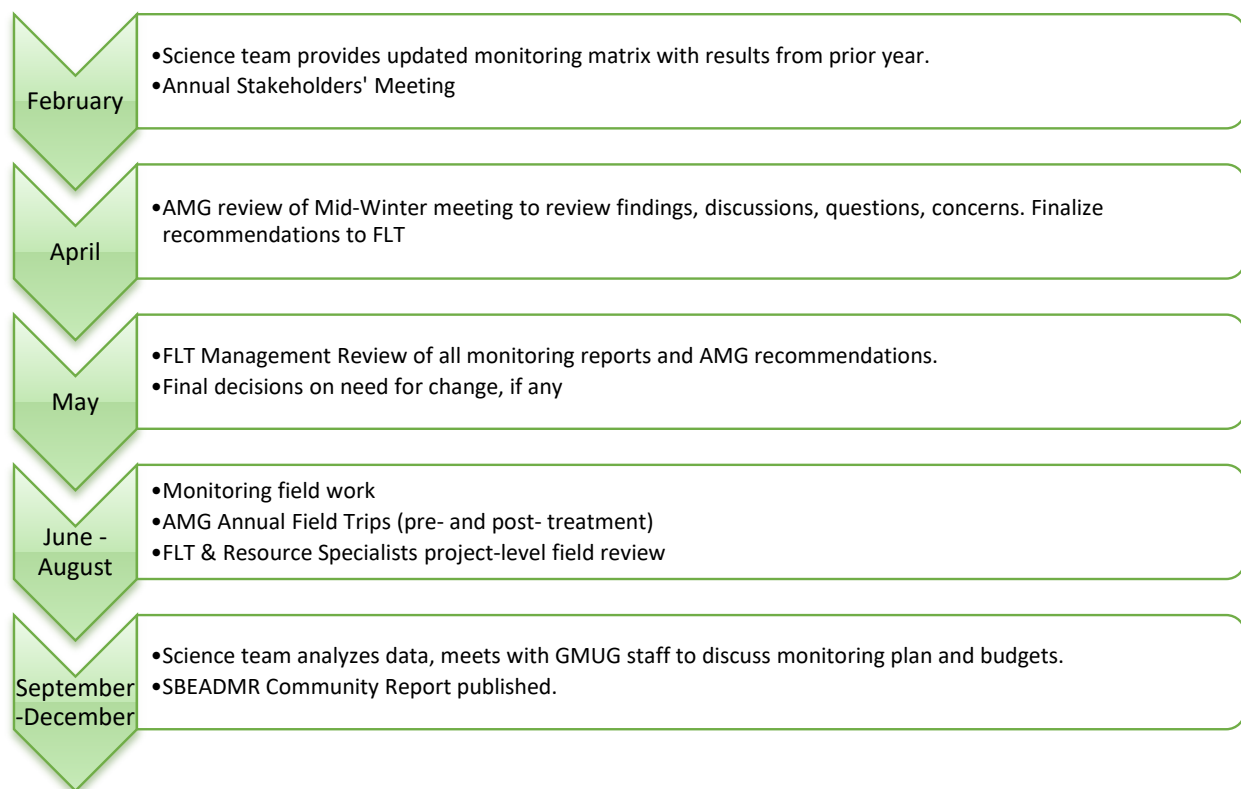 February
•Science team provides updated monitoring matrix with results from prior year.
•Annual Stakeholders' Meeting
April
•AMG review of Mid-Winter meeting to review findings, discussions, questions, concerns. Finalize
recommendations to FLT
May
•FLT Management Review of all monitoring reports and AMG recommendations.
•Final decisions on need for change, if any
June -
August
•Monitoring field work
•AMG Annual Field Trips (pre- and post- treatment)
•FLT & Resource Specialists project-level field review
September
-December
•Science team analyzes data, meets with GMUG staff to discuss monitoring plan and budgets.
•SBEADMR Community Report published.